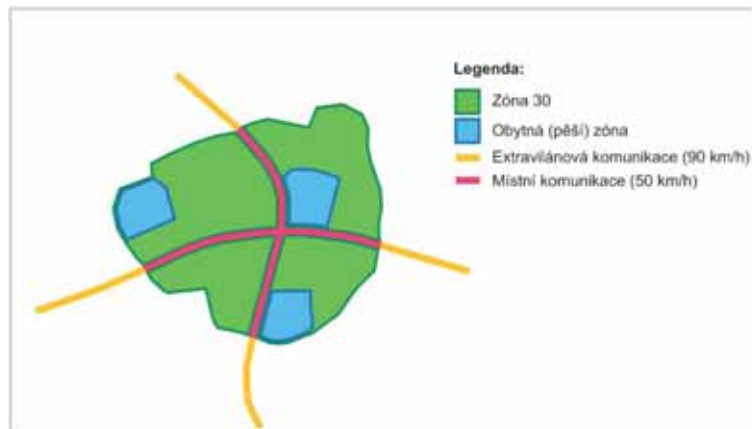 Legenda:
Zóna 30
Obytná (pěší) zóna
Extravilánová komunikace (90 km/h)
Místní komunikace (50 km/h)